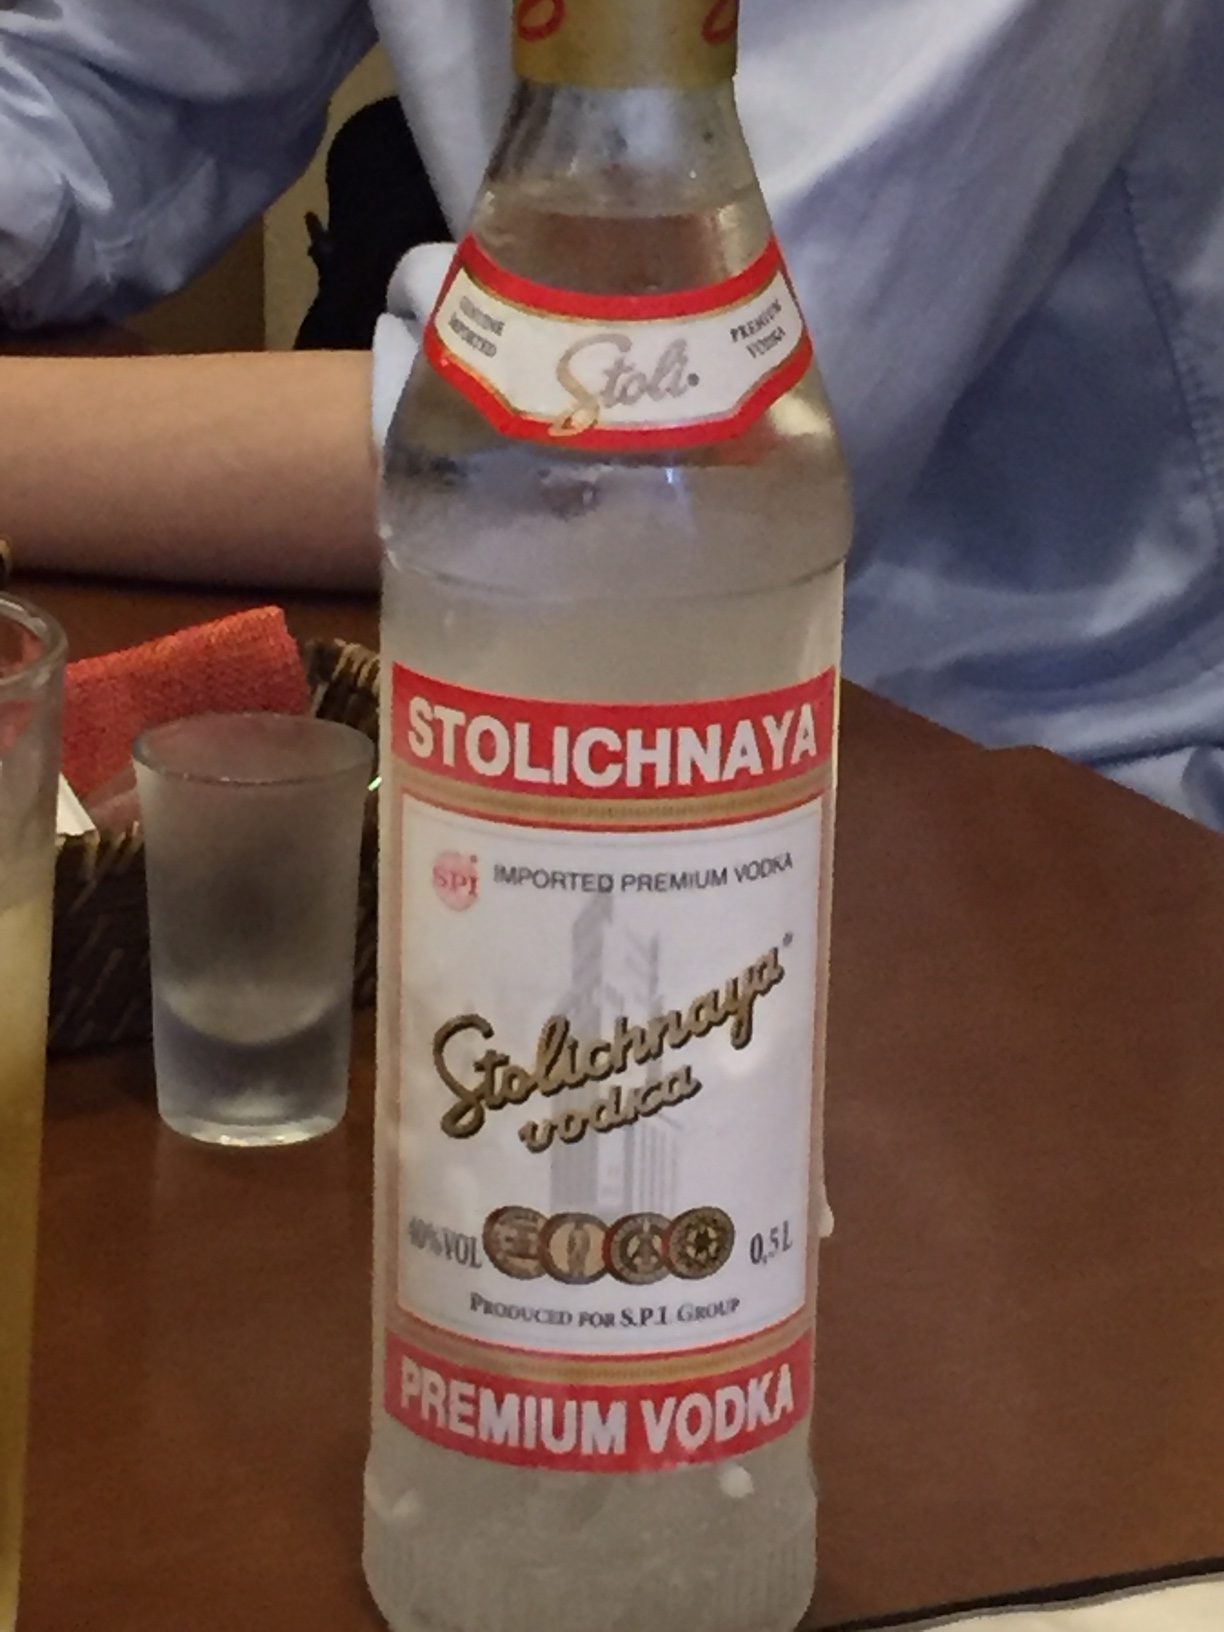 GENUINE
IMPORTED
Stoli.
PREMIUM
VODKA
STOLICHNAYA
SPI
IMPORTED PREMIUM VODKA
Stolichnaya®
vodka
40% VOL
0,5 L
PRODUCED FOR S.P.I. GROUP
PREMIUM VODKA